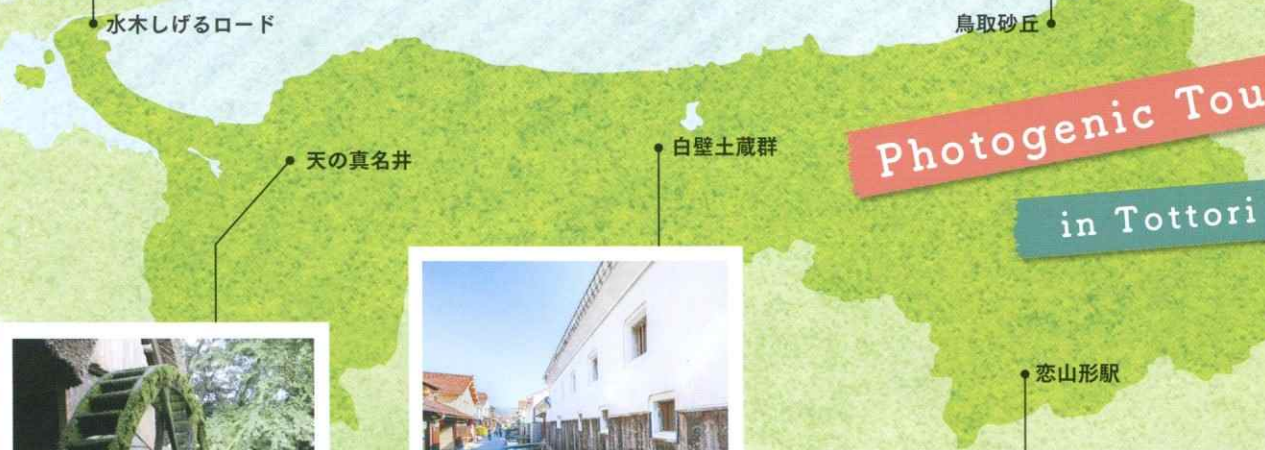 水木しげるロード
鳥取砂丘
Photogenic Tou
in Tottori
天の真名井
白壁土蔵群
恋山形駅